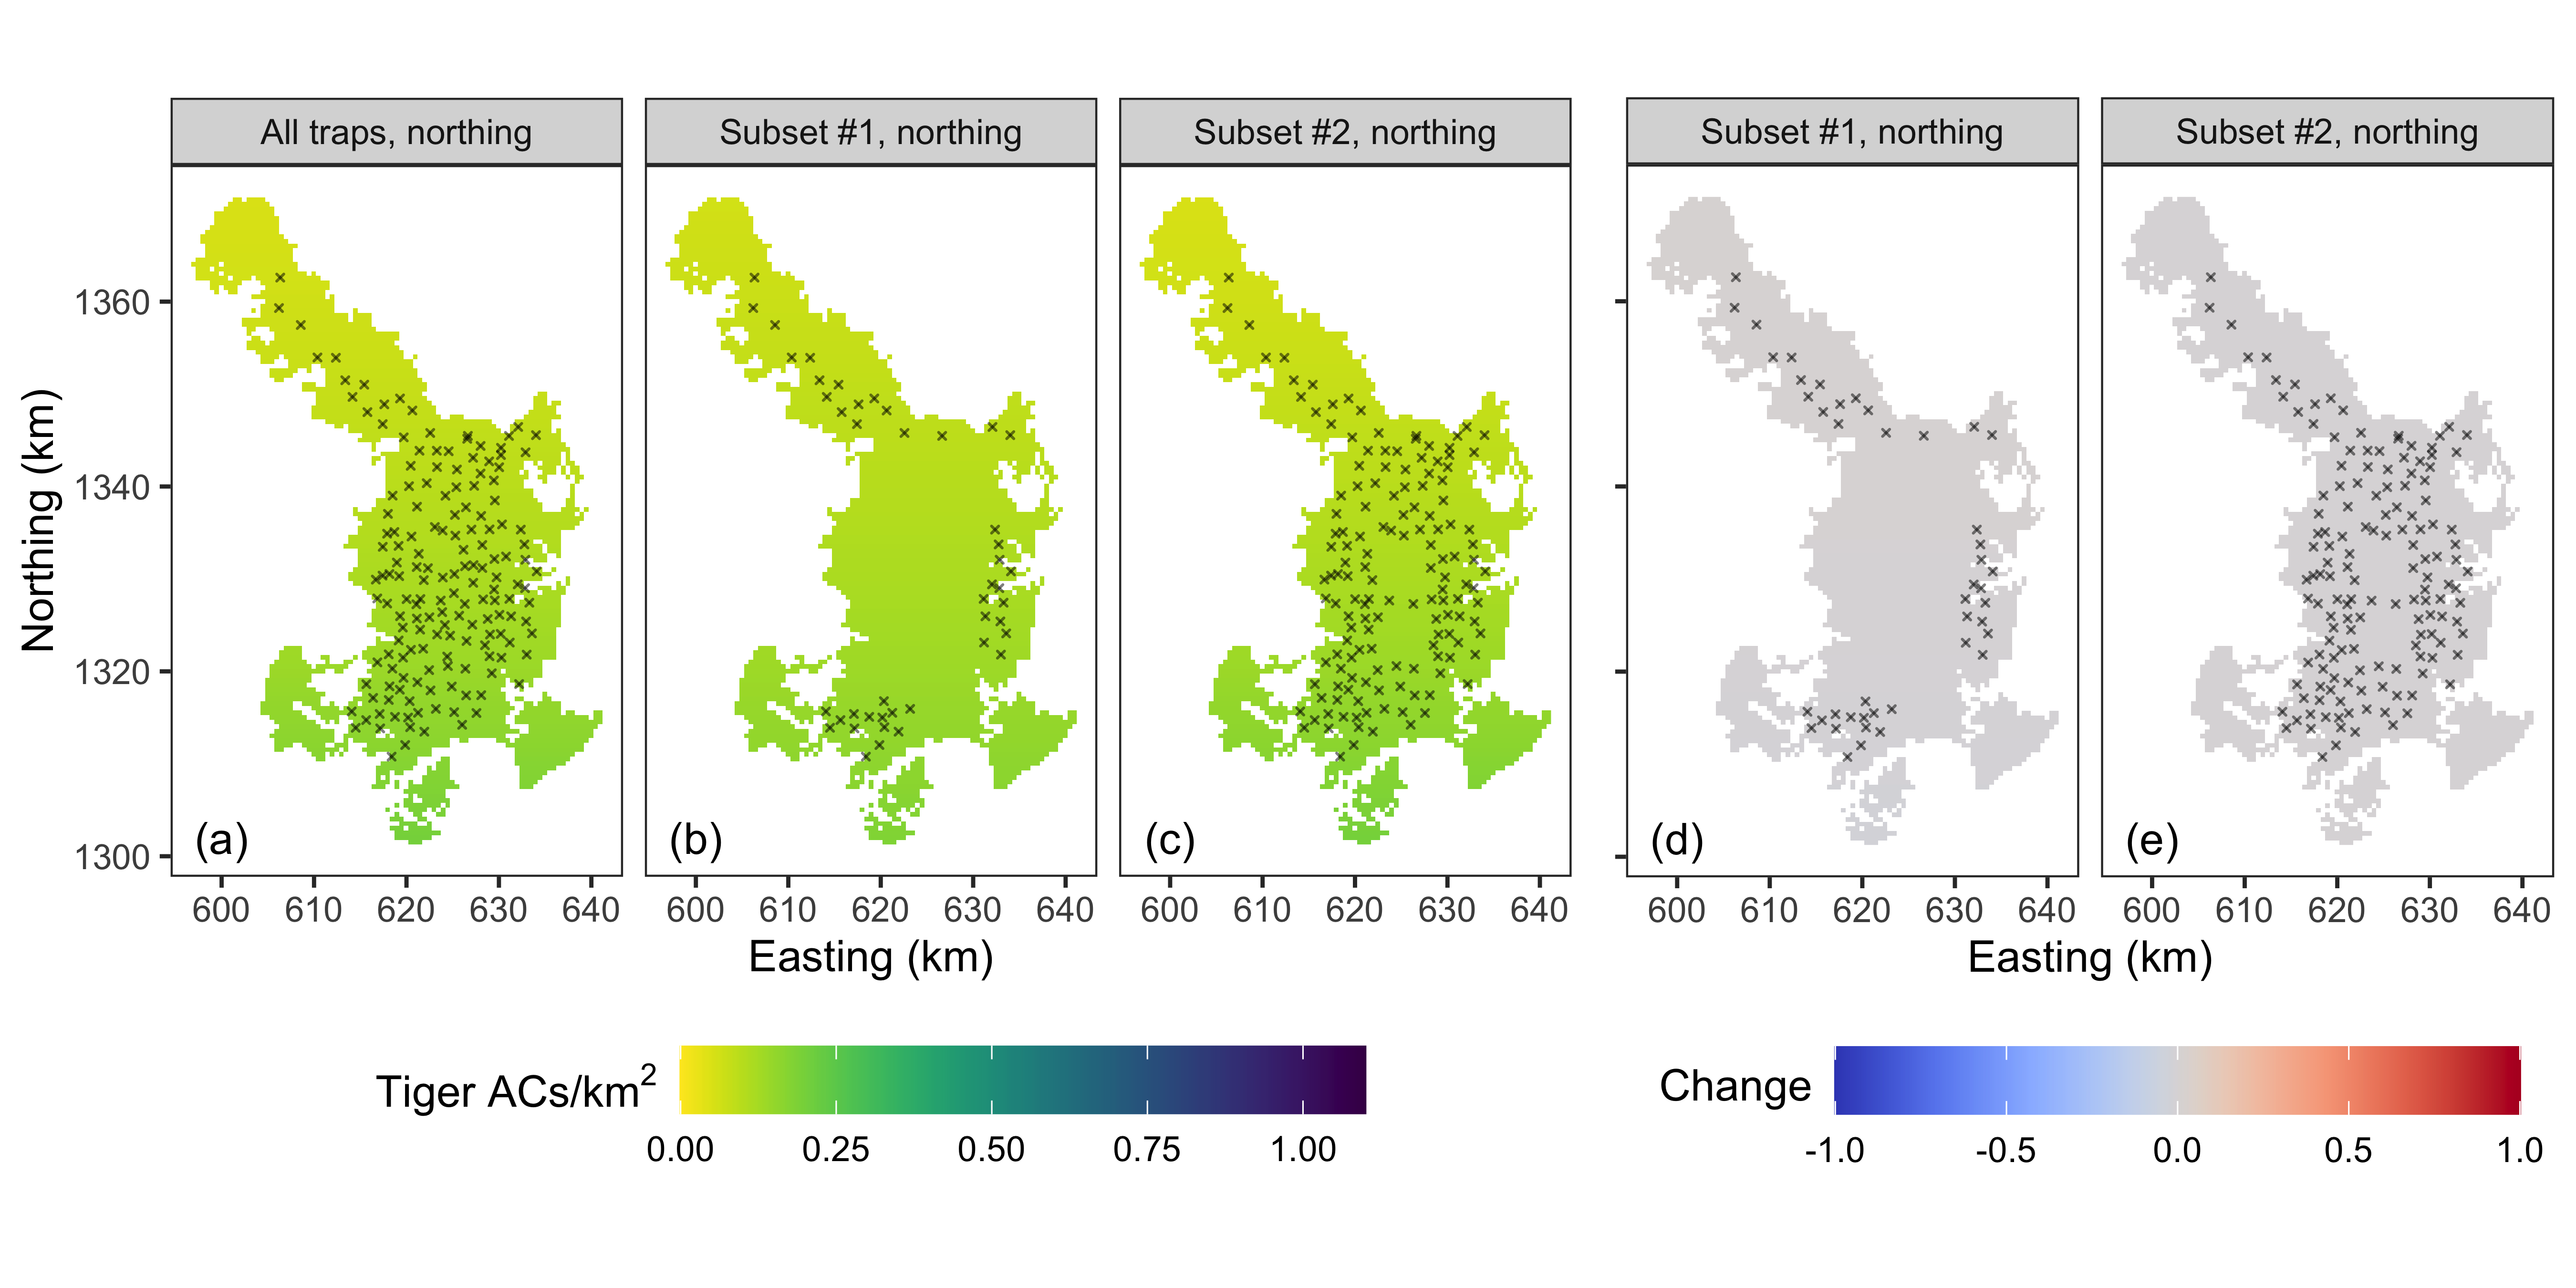 All traps, northing
Subset #1, northing
Subset #2, northing
Subset #1, northing
Subset #2, northing
Northing (km)
1360
1340
1320
1300
(a)
(b)
(c)
(d)
(e)
600 610 620 630 640
600 610 620 630 640
600 610 620 630 640
600 610 620 630 640
600 610 620 630 640
Easting (km)
Easting (km)
Tiger ACs/km²
0.00 0.25 0.50 0.75 1.00
Change
-1.0 -0.5 0.0 0.5 1.0